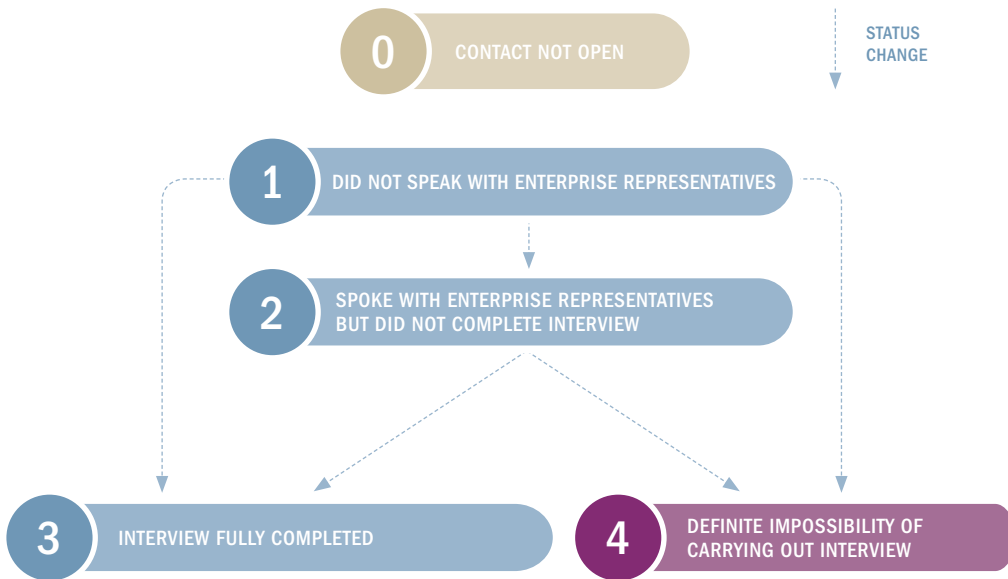 0
CONTACT NOT OPEN
STATUS
CHANGE
1
DID NOT SPEAK WITH ENTERPRISE REPRESENTATIVES
2
SPOKE WITH ENTERPRISE REPRESENTATIVES
BUT DID NOT COMPLETE INTERVIEW
3
INTERVIEW FULLY COMPLETED
4
DEFINITE IMPOSSIBILITY OF
CARRYING OUT INTERVIEW